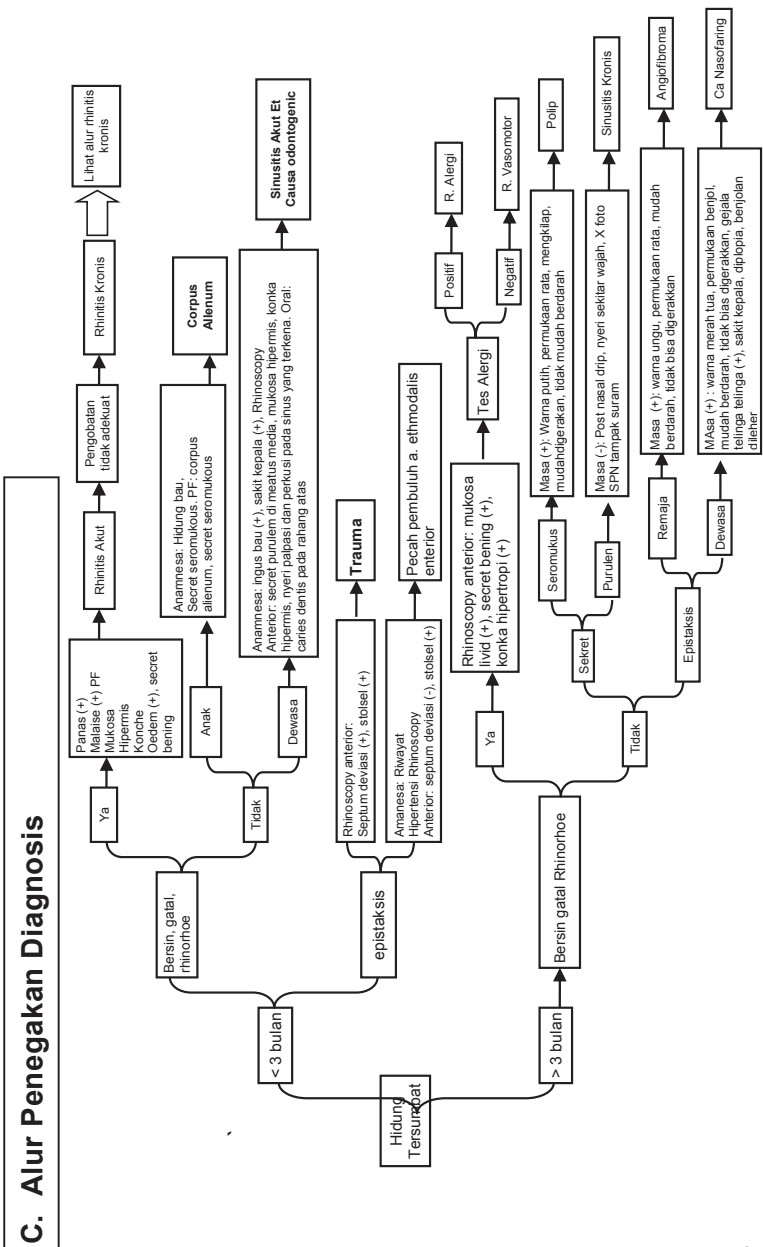 C. Alur Penegakan Diagnosis
Hidung
Tersumbat
< 3 bulan
Bersin, gatal,
rhinorhoe
Ya
Panas (+)
Malaise (+) PF
Mukosa
Hipermis
Konche
Oedem (+), secret
bening
Rhinitis Akut
Pengobatan
tidak adekuat
Rhinitis Kronis
Lihat alur rhinitis
kronis
Tidak
Anak
Anamnesa: Hidung bau,
Secret seromukous. PF: corpus
alienum, secret seromukous
Corpus
Allenum
Dewasa
Anamnesa: ingus bau (+), sakit kepala (+), Rhinoscopy
Anterior: secret purulem di meatus media, mukosa hipermis, konka
hipermis, nyeri palpasi dan perkusi pada sinus yang terkena. Oral:
caries dentis pada rahang atas
Sinusitis Akut Et
Causa odontogenic
epistaksis
Rhinoscopy anterior:
Septum deviasi (+), stolsel (+)
Trauma
Amanesa: Riwayat
Hipertensi Rhinoscopy
Anterior: septum deviasi (-), stolsel (+)
Pecah pembuluh a. ethmodalis
enterior
> 3 bulan
Bersin gatal Rhinorhoe
Ya
Rhinoscopy anterior: mukosa
livid (+), secret bening (+),
konka hipertropi (+)
Tes Alergi
Positif
R. Alergi
Negatif
R. Vasomotor
Tidak
Sekret
Seromukus
Masa (+): Warna putih, permukaan rata, mengkilap,
mudahdigerakan, tidak mudah berdarah
Polip
Purulen
Masa (-): Post nasal drip, nyeri sekitar wajah, X foto
SPN tampak suram
Sinusitis Kronis
Epistaksis
Remaja
Masa (+): warna ungu, permukaan rata, mudah
berdarah, tidak bisa digerakkan
Angiofibroma
Dewasa
MAsa (+) : warna merah tua, permukaan benjol,
mudah berdarah, tidak bias digerakkan, gejala
telinga telinga (+), sakit kepala, diplopia, benjolan
dileher
Ca Nasofaring